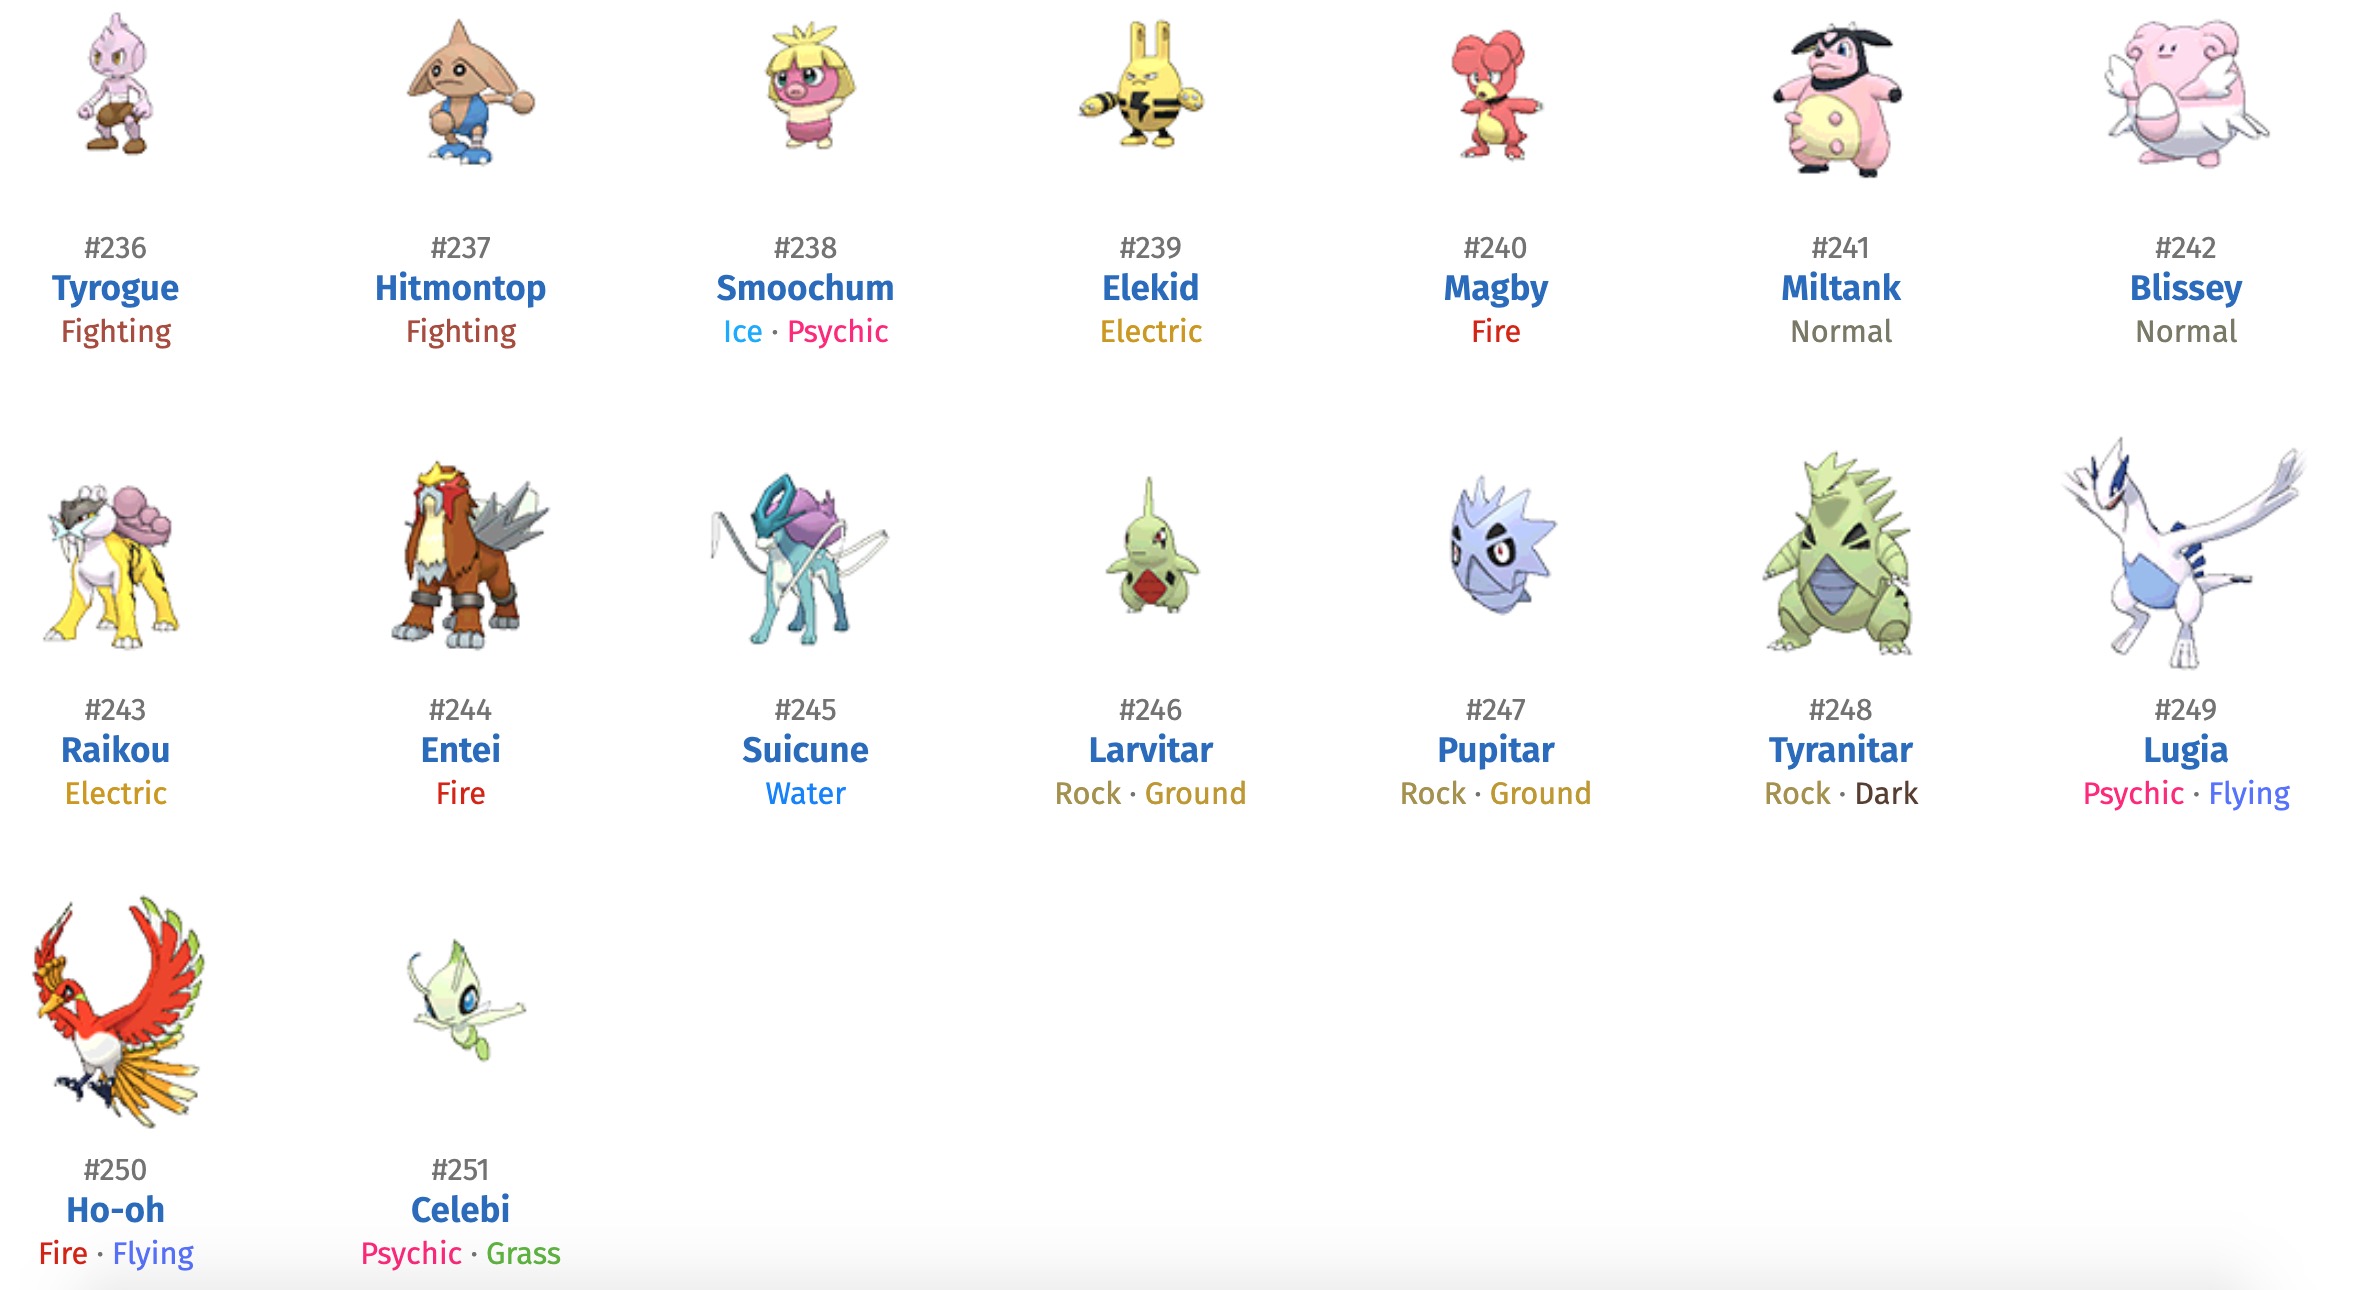 #236
Tyrogue
Fighting
#237
Hitmontop
Fighting
#238
Smoochum
Ice · Psychic
#239
Elekid
Electric
#240
Magby
Fire
#241
Miltank
Normal
#242
Blissey
Normal
#243
Raikou
Electric
#244
Entei
Fire
#245
Suicune
Water
#246
Larvitar
Rock · Ground
#247
Pupitar
Rock · Ground
#248
Tyranitar
Rock · Dark
#249
Lugia
Psychic · Flying
#250
Ho-oh
Fire · Flying
#251
Celebi
Psychic · Grass